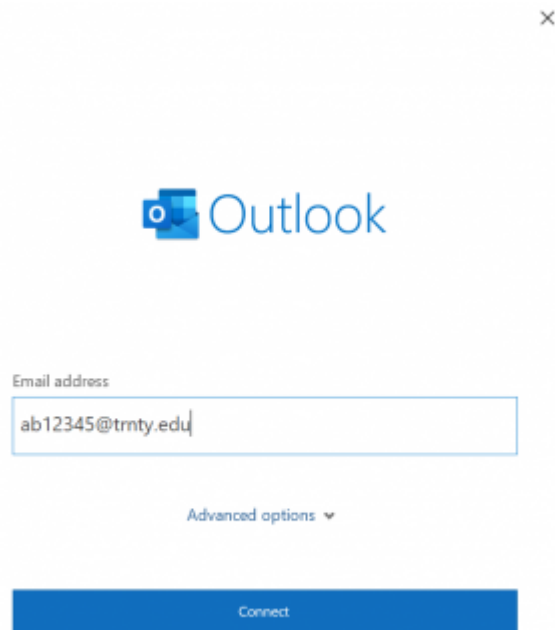 Outlook
Email address
ab12345@trnty.edu
Advanced options
Connect